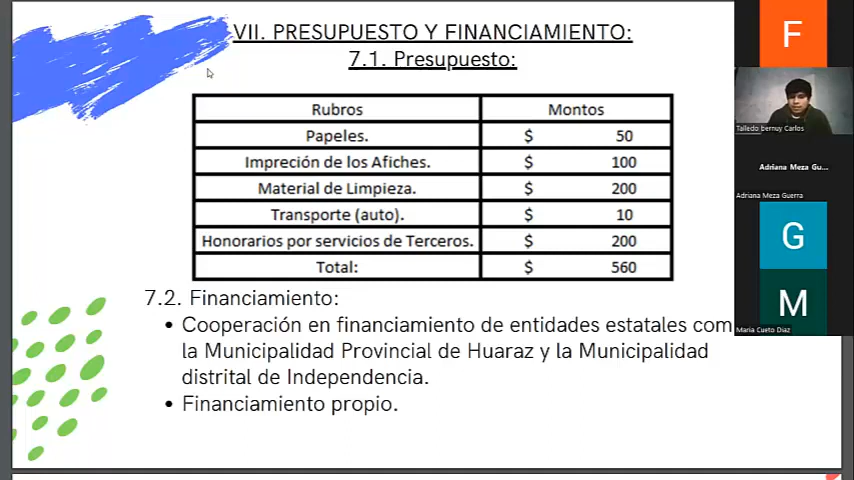 VII. PRESUPUESTO Y FINANCIAMIENTO:
7.1. Presupuesto:
Rubros Montos
Papeles. $ 50
Impreción de los Afiches. $ 100
Material de Limpieza. $ 200
Transporte (auto). $ 10
Honorarios por servicios de Terceros. $ 200
Total: $ 560
7.2. Financiamiento:
• Cooperación en financiamiento de entidades estatales com
la Municipalidad Provincial de Huaraz y la Municipalidad
distrital de Independencia.
• Financiamiento propio.
F
Talledo bernuy Carlos
Adriana Meza Gu...
Adriana Meza Guerra
G
M
Maria Cueto Diaz